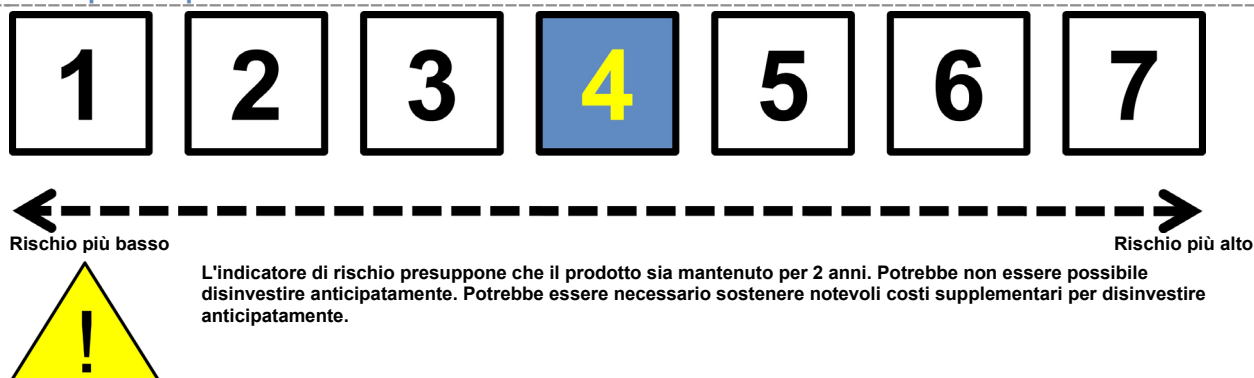 1 2 3 4 5 6 7
Rischio più basso Rischio più alto
L'indicatore di rischio presuppone che il prodotto sia mantenuto per 2 anni. Potrebbe non essere possibile
disinvestire anticipatamente. Potrebbe essere necessario sostenere notevoli costi supplementari per disinvestire
anticipatamente.
!